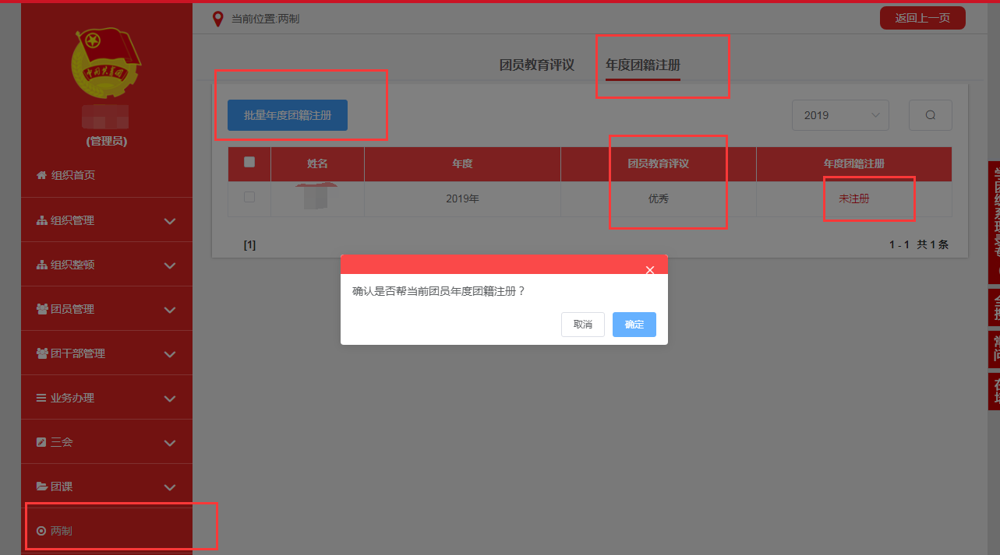 当前位置:两制
返回上一页
中国共青团
(管理员)
组织首页
组织管理
组织整顿
团员管理
团干部管理
业务办理
三会
团课
两制
团员教育评议
年度团籍注册
批量年度团籍注册
2019
姓名 年度 团员教育评议 年度团籍注册
2019年 优秀 未注册
[1]
1 - 1 共 1 条
确认是否帮当前团员年度团籍注册？
取消
确定